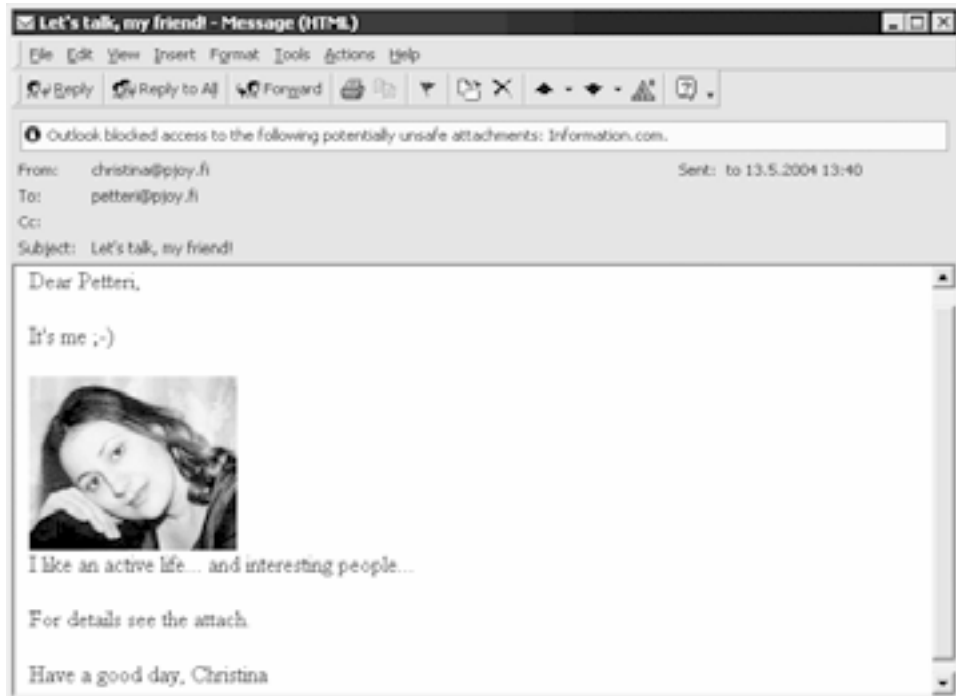 Let's talk, my friend! - Message (HTML)
File Edit View Insert Format Tools Actions Help
Reply Reply to All Forward
Outlook blocked access to the following potentially unsafe attachments: Information.com.
From: christina@pjoy.fi Sent: to 13.5.2004 13:40
To: petteri@pjoy.fi
Cc:
Subject: Let's talk, my friend!
Dear Petteri,
It's me ;-)
I like an active life... and interesting people...
For details see the attach.
Have a good day, Christina